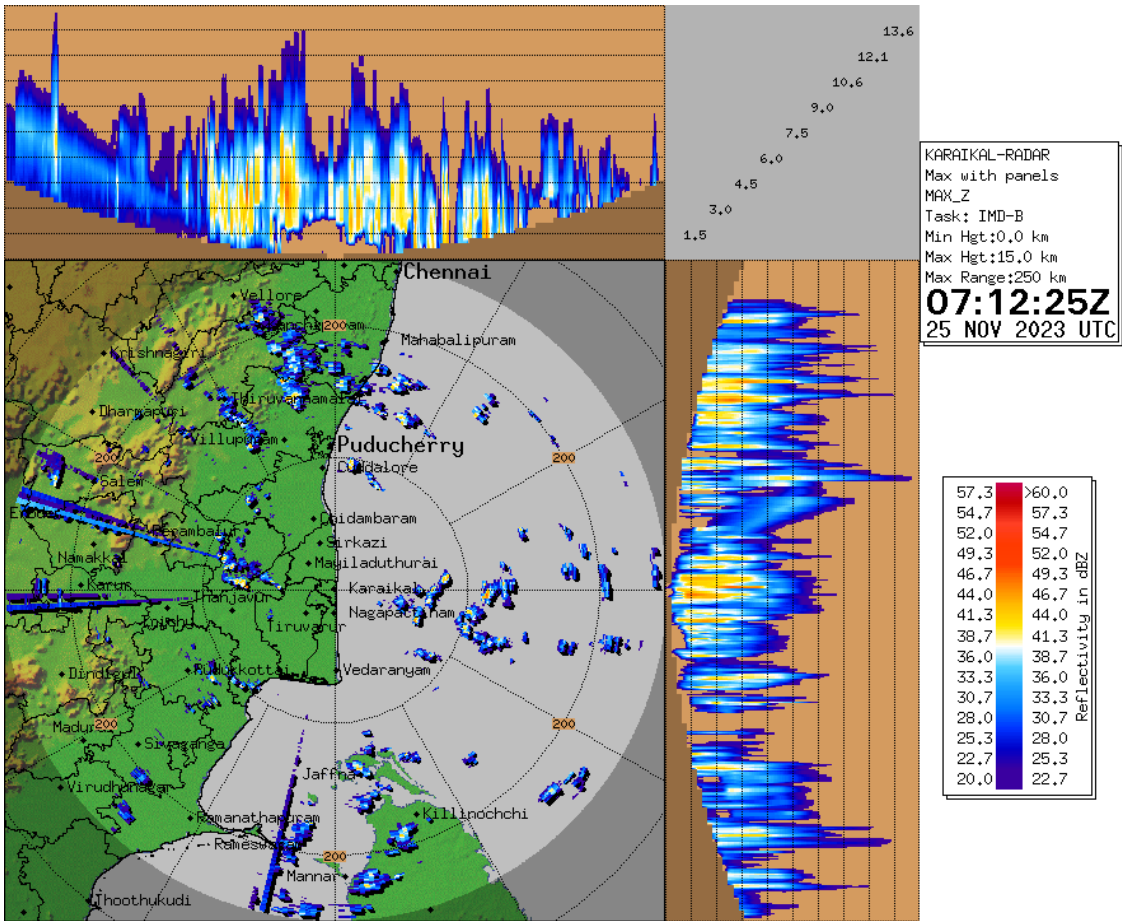 13.6
12.1
10.6
9.0
7.5
6.0
4.5
3.0
1.5
KARAIKAL-RADAR
Max with panels
MAX_Z
Task: IMD-B
Min Hgt:0.0 km
Max Hgt:15.0 km
Max Range:250 km
07:12:25Z
25 NOV 2023 UTC
Chennai
Vellore
200
Mahabalipuram
Krishnagiri
Thiruvannamalai
Dharmapuri
Villupuram
Puducherry
200
200
Cuddalore
Salem
Chidambaram
Perambalur
Sirkazi
Namakkal
Mayiladuthurai
Karur
Karaikal
Thanjavur
Nagapattinam
Tiruvarur
Dindigul
Pudukkottai
Vedaranyam
200
200
Sivaganga
Jaffna
Virudhunagar
Ramanathapuram
Killinochchi
200
Mannar
Thoothukudi
57.3 >60.0
54.7 57.3
52.0 54.7
49.3 52.0
46.7 49.3
44.0 46.7
41.3 44.0
38.7 41.3
36.0 38.7
33.3 36.0
30.7 33.3
28.0 30.7
25.3 28.0
22.7 25.3
20.0 22.7
Reflectivity in dBZ